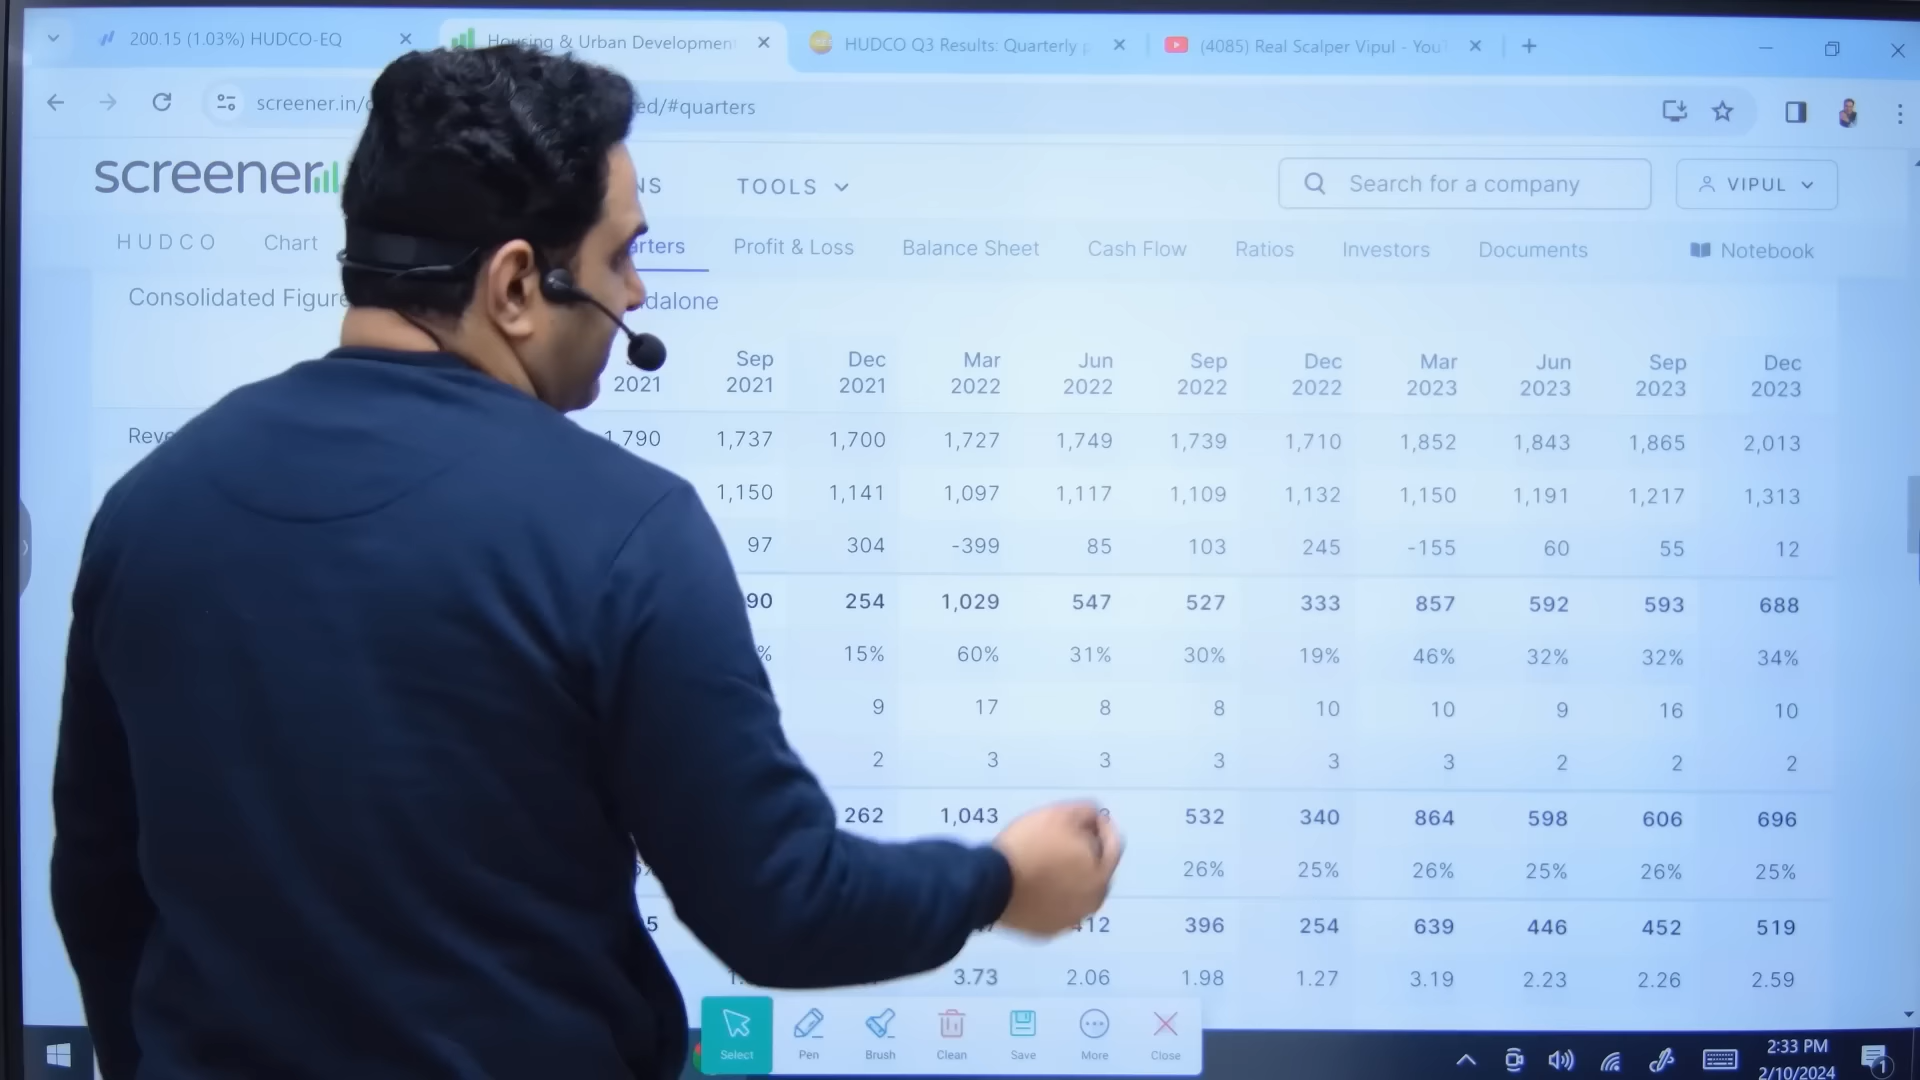 200.15 (1.03%) HUDCO-EQ
Housing & Urban Developmen
HUDCO Q3 Results: Quarterly
(4085) Real Scalper Vipul - You
screener.in/
ed/#quarters
screener
NS
TOOLS
Search for a company
VIPUL
HUDCO
Chart
arters
Profit & Loss
Balance Sheet
Cash Flow
Ratios
Investors
Documents
Notebook
Consolidated Figure
dalone
Sep Dec Mar Jun Sep Dec Mar Jun Sep Dec
2021 2021 2021 2022 2022 2022 2022 2023 2023 2023 2023
Reve 1,790 1,737 1,700 1,727 1,749 1,739 1,710 1,852 1,843 1,865 2,013
1,150 1,141 1,097 1,117 1,109 1,132 1,150 1,191 1,217 1,313
97 304 -399 85 103 245 -155 60 55 12
90 254 1,029 547 527 333 857 592 593 688
% 15% 60% 31% 30% 19% 46% 32% 32% 34%
9 17 8 8 10 10 9 16 10
2 3 3 3 3 3 2 2 2
262 1,043 532 340 864 598 606 696
26% 25% 26% 25% 26% 25%
5 412 396 254 639 446 452 519
3.73 2.06 1.98 1.27 3.19 2.23 2.26 2.59
Select
Pen
Brush
Clean
Save
More
Close
2:33 PM
2/10/2024
1